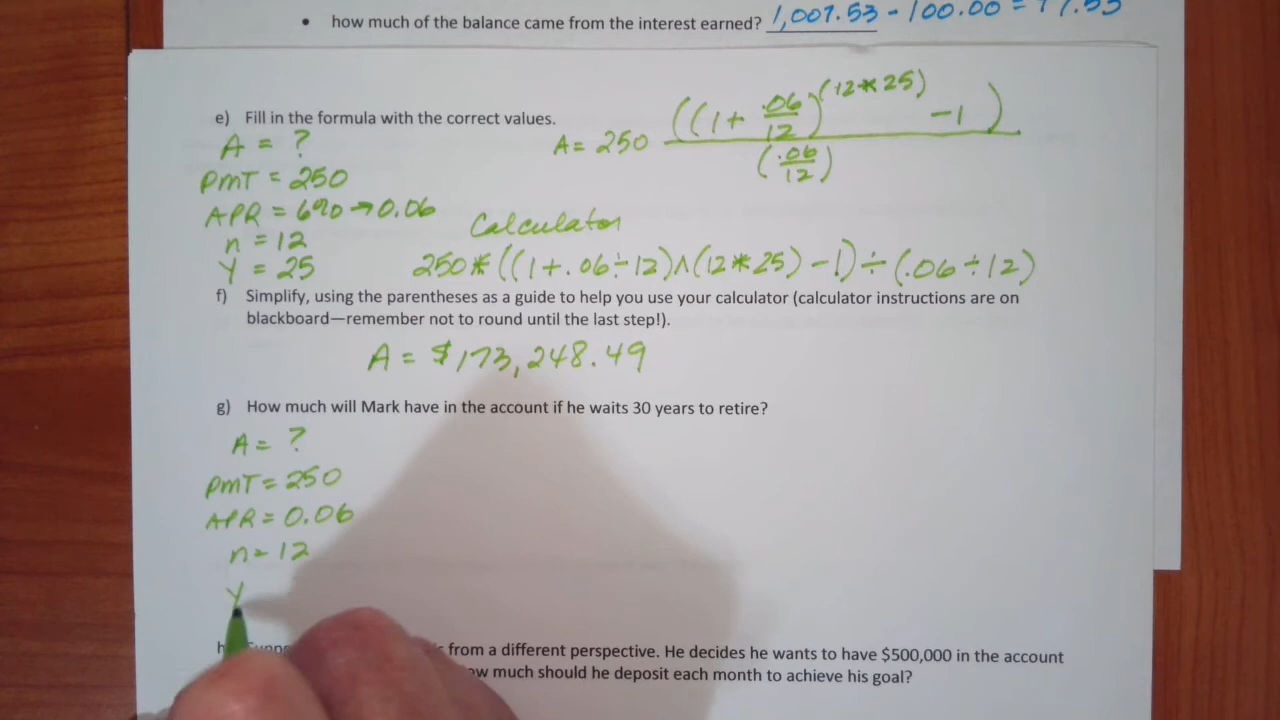 • how much of the balance came from the interest earned? 1,007.53 - 100.00 =
e) Fill in the formula with the correct values.
A = ?
PMT = 250
APR = 6% → 0.06
n = 12
Y = 25
A = 250 ((1 + .06/12)^(12*25) - 1) / (.06/12)
Calculator
250*((1+.06÷12)^(12*25)-1)÷(.06÷12)
f) Simplify, using the parentheses as a guide to help you use your calculator (calculator instructions are on
blackboard—remember not to round until the last step!).
A = $173,248.49
g) How much will Mark have in the account if he waits 30 years to retire?
A = ?
PMT = 250
APR = 0.06
n = 12
Y
h)
from a different perspective. He decides he wants to have $500,000 in the account
much should he deposit each month to achieve his goal?